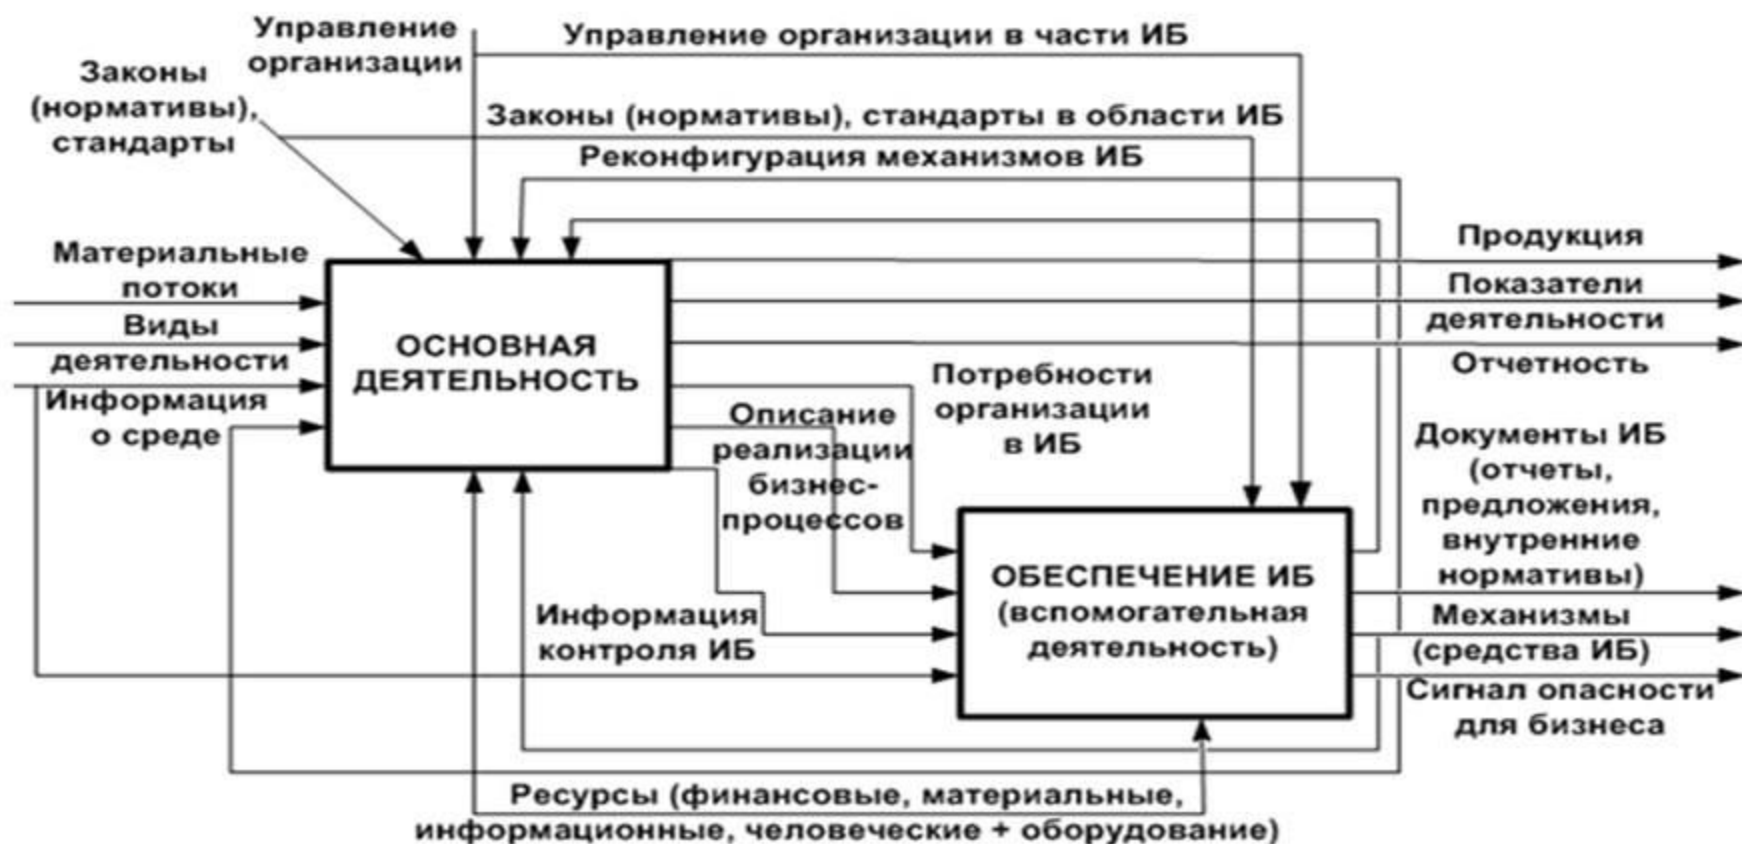 Управление
организации
Управление организации в части ИБ
Законы
(нормативы),
стандарты
Законы (нормативы), стандарты в области ИБ
Реконфигурация механизмов ИБ
Материальные
потоки
Виды
деятельности
Информация
о среде
ОСНОВНАЯ
ДЕЯТЕЛЬНОСТЬ
Продукция
Показатели
деятельности
Отчетность
Потребности
организации
в ИБ
Описание
реализации
бизнес-
процессов
Информация
контроля ИБ
ОБЕСПЕЧЕНИЕ ИБ
(вспомогательная
деятельность)
Документы ИБ
(отчеты,
предложения,
внутренние
нормативы)
Механизмы
(средства ИБ)
Сигнал опасности
для бизнеса
Ресурсы (финансовые, материальные,
информационные, человеческие + оборудование)